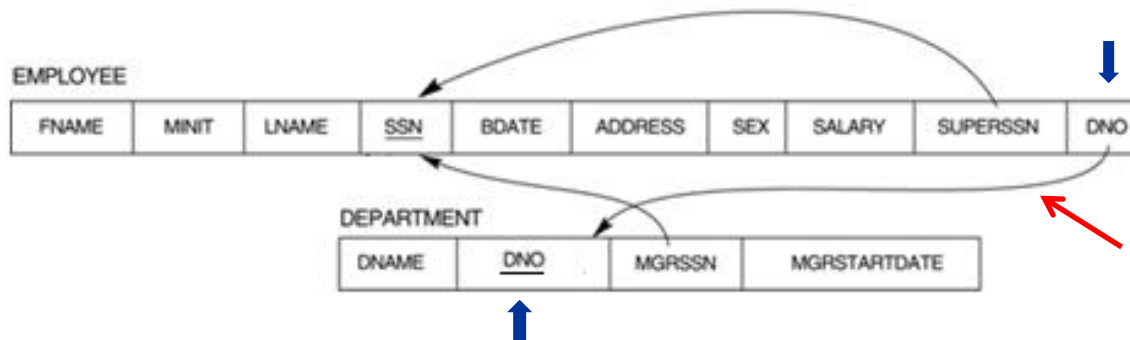 EMPLOYEE
FNAME MINIT LNAME SSN BDATE ADDRESS SEX SALARY SUPERSSN DNO
DEPARTMENT
DNAME DNO MGRSSN MGRSTARTDATE